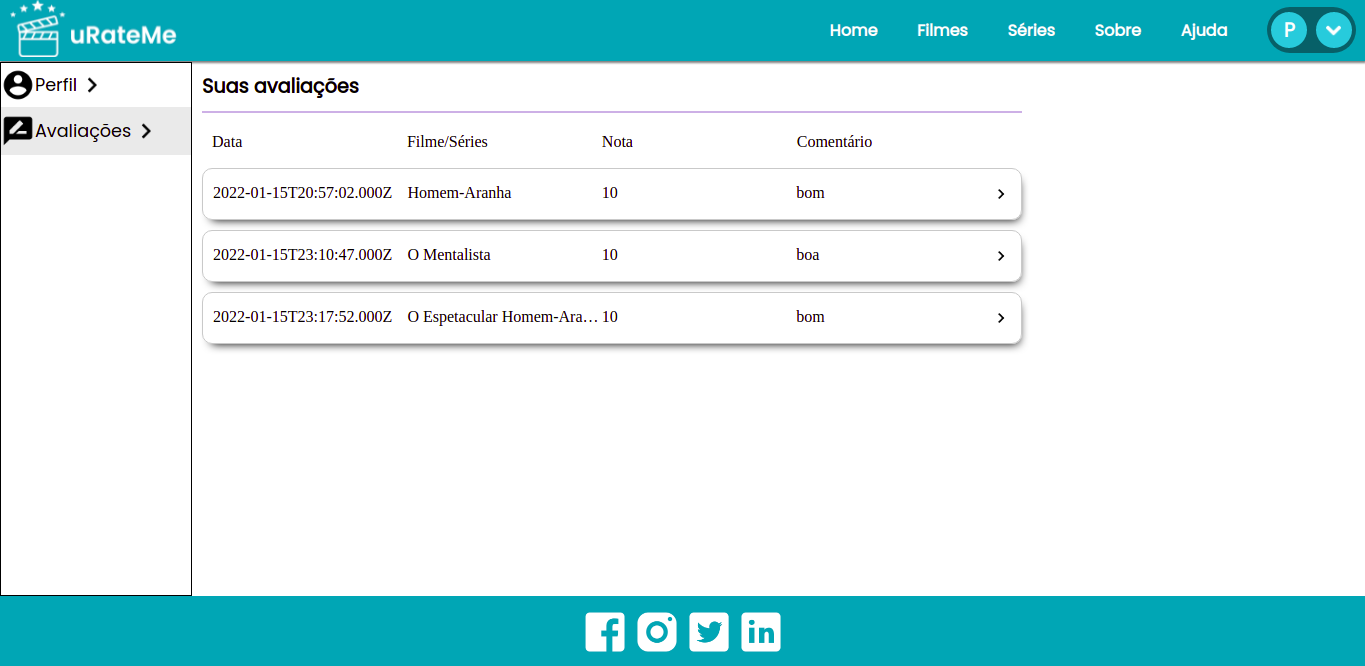 uRateMe
Home Filmes Séries Sobre Ajuda P
Perfil
Avaliações
Suas avaliações
Data Filme/Séries Nota Comentário
2022-01-15T20:57:02.000Z Homem-Aranha 10 bom
2022-01-15T23:10:47.000Z O Mentalista 10 boa
2022-01-15T23:17:52.000Z O Espetacular Homem-Ara… 10 bom